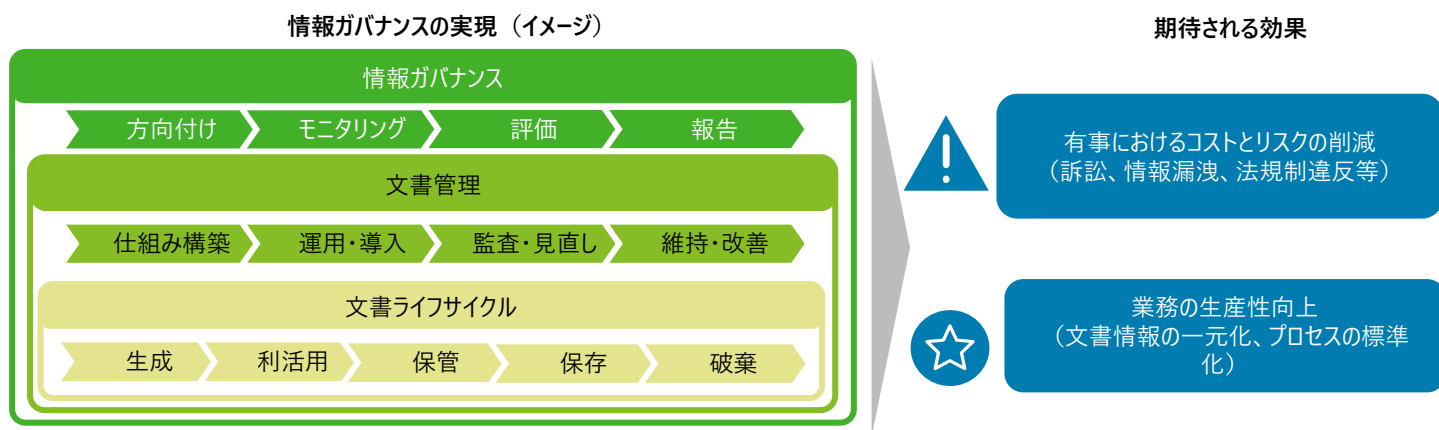 情報ガバナンスの実現（イメージ）
期待される効果
情報ガバナンス
方向付け
モニタリング
評価
報告
文書管理
仕組み構築
運用・導入
監査・見直し
維持・改善
文書ライフサイクル
生成
利活用
保管
保存
破棄
有事におけるコストとリスクの削減
（訴訟、情報漏洩、法規制違反等）
業務の生産性向上
（文書情報の一元化、プロセスの標準
化）